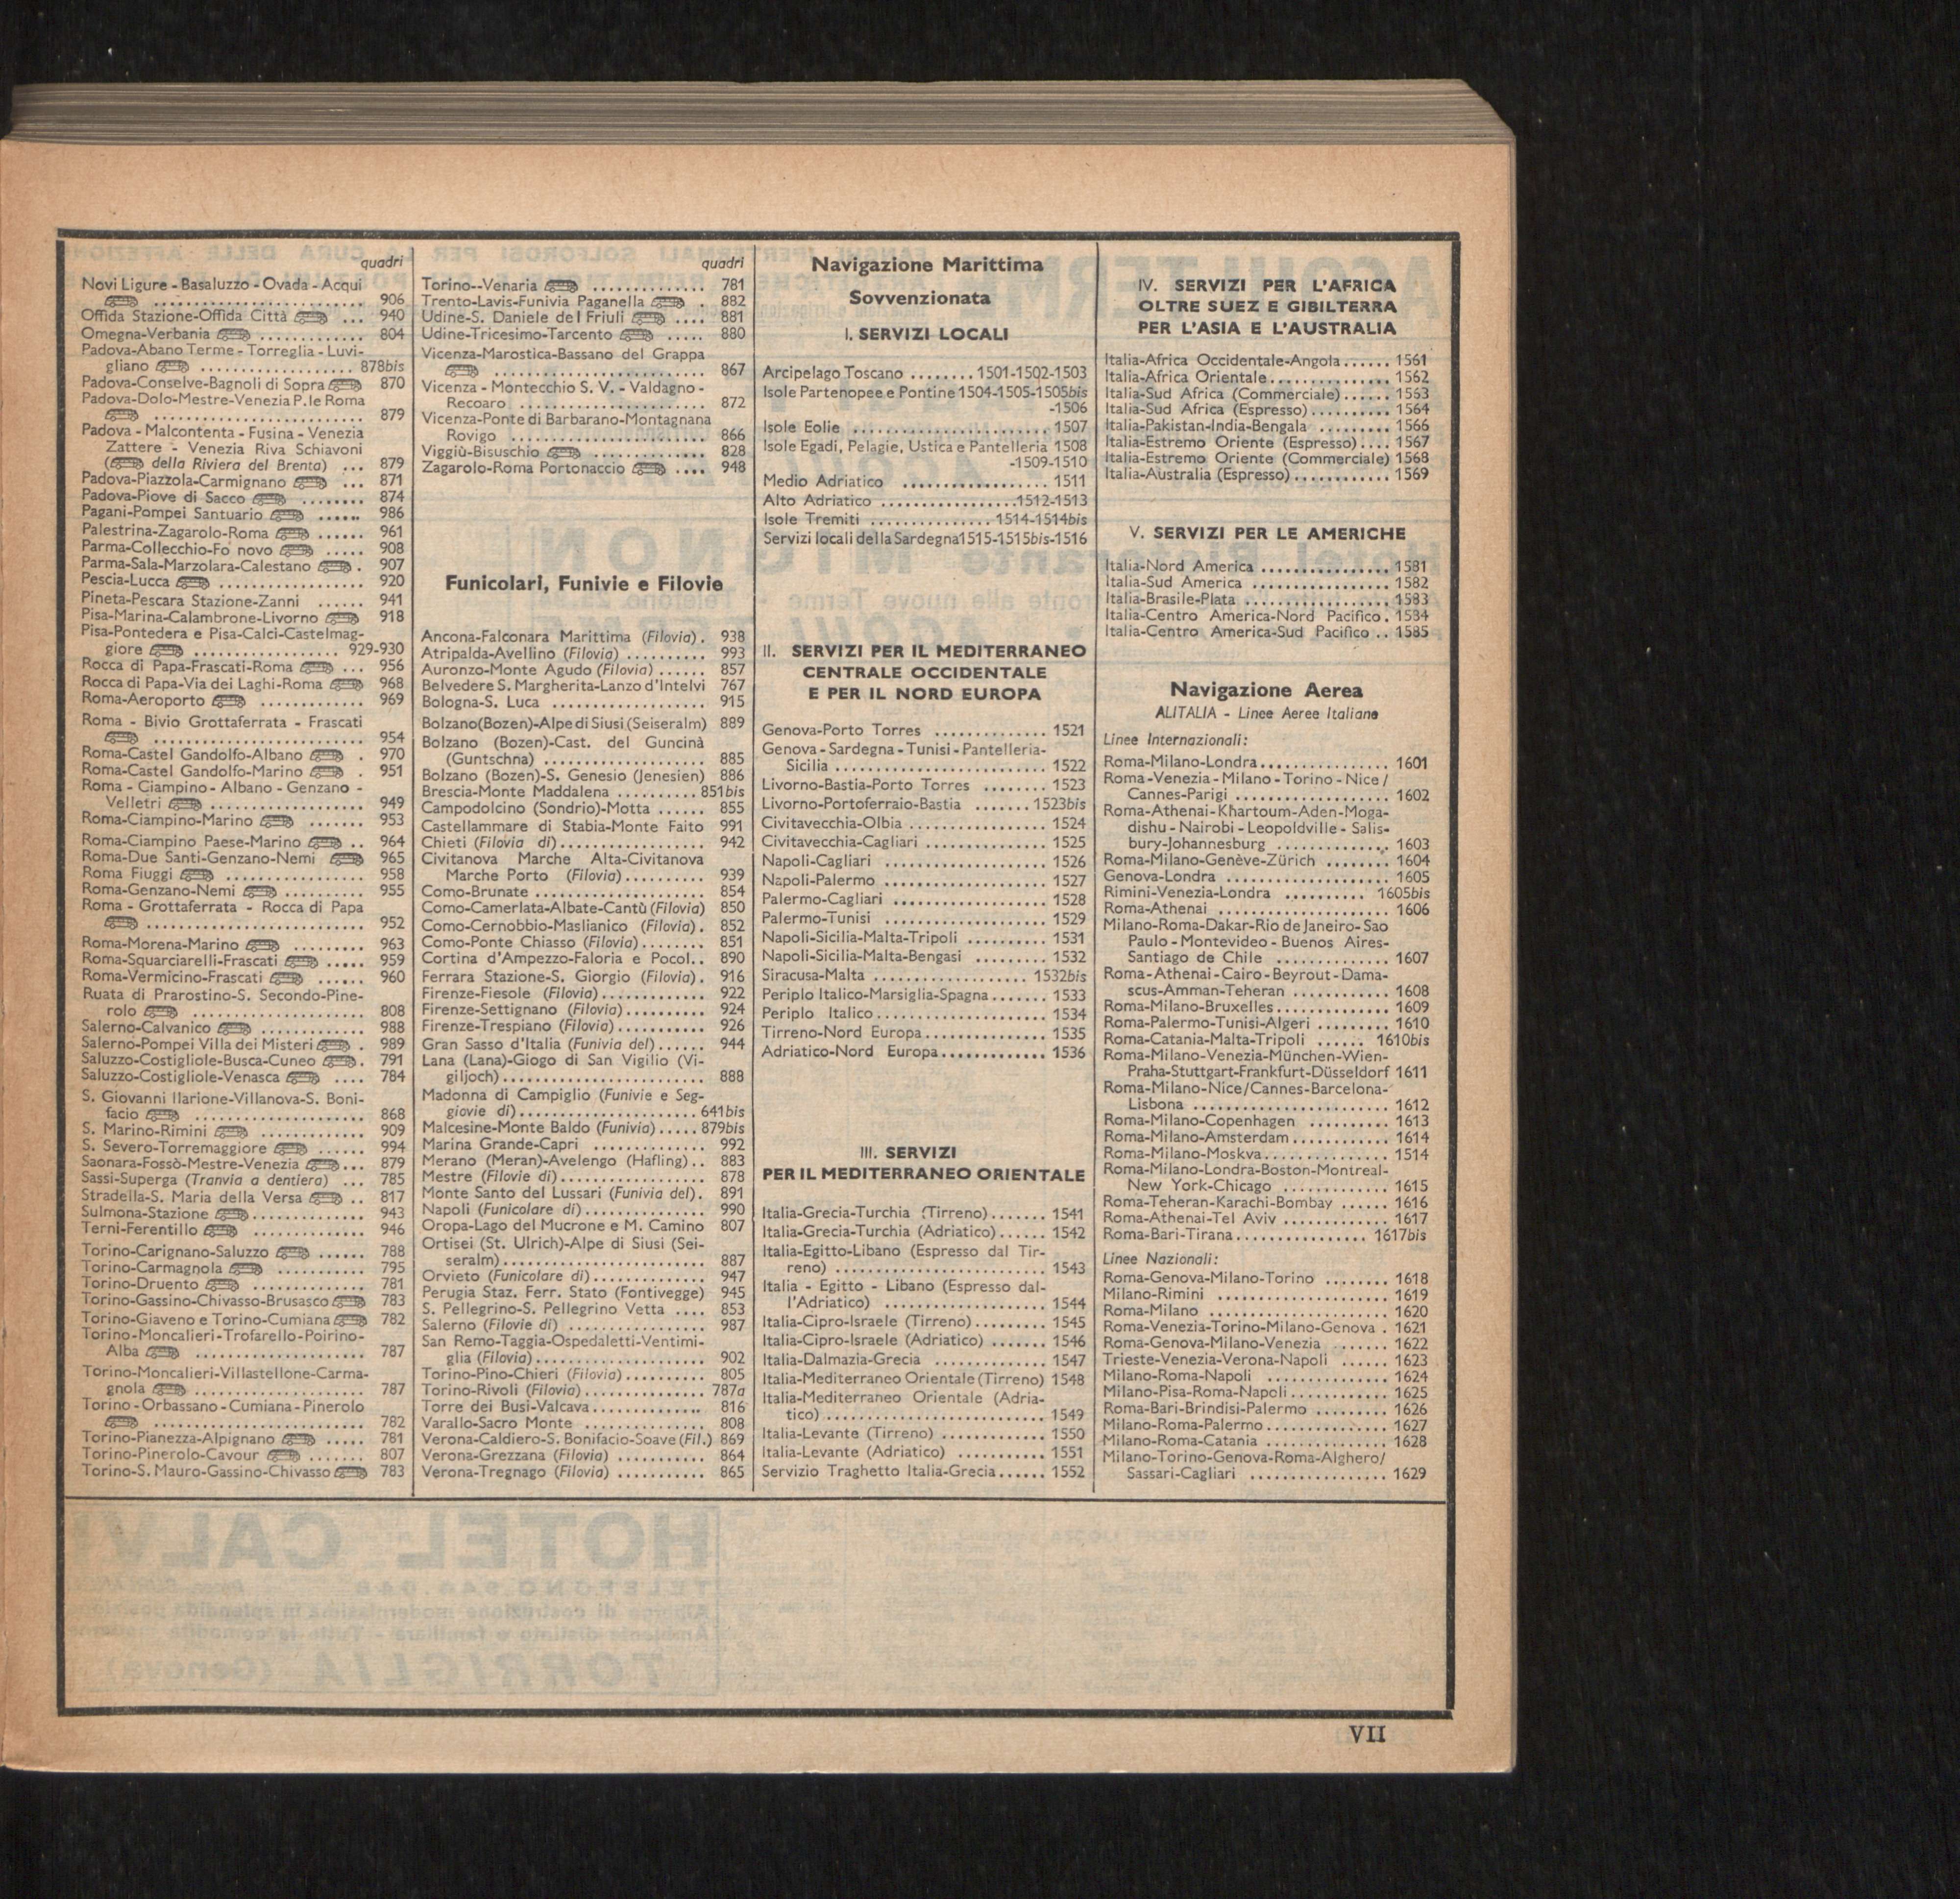 quadri
Novi Ligure - Basaluzzo - Ovada - Acqui
........................ 906
Offida Stazione-Offida Città ... 940
Omegna-Verbania ............. 804
Padova-Abano Terme - Torreglia - Luvi-
gliano .................. 878bis
Padova-Conselve-Bagnoli di Sopra 870
Padova-Dolo-Mestre-Venezia P.le Roma
........................ 879
Padova - Malcontenta - Fusina - Venezia
Zattere - Venezia Riva Schiavoni
( della Riviera del Brenta) ... 879
Padova-Piazzola-Carmignano ... 871
Padova-Piove di Sacco ........ 874
Pagani-Pompei Santuario ...... 986
Palestrina-Zagarolo-Roma ...... 961
Parma-Collecchio-Fo novo ..... 908
Parma-Sala-Marzolara-Calestano . 907
Pescia-Lucca ................. 920
Pineta-Pescara Stazione-Zanni ...... 941
Pisa-Marina-Calambrone-Livorno 918
Pisa-Pontedera e Pisa-Calci-Castelmag-
giore ................. 929-930
Rocca di Papa-Frascati-Roma ... 956
Rocca di Papa-Via dei Laghi-Roma 968
Roma-Aeroporto ............ 969
Roma - Bivio Grottaferrata - Frascati
........................ 954
Roma-Castel Gandolfo-Albano . 970
Roma-Castel Gandolfo-Marino . 951
Roma - Ciampino - Albano - Genzano -
Velletri .................. 949
Roma-Ciampino-Marino ....... 953
Roma-Ciampino Paese-Marino .. 964
Roma-Due Santi-Genzano-Nemi 965
Roma Fiuggi ................ 958
Roma-Genzano-Nemi .......... 955
Roma - Grottaferrata - Rocca di Papa
......................... 952
Roma-Morena-Marino ......... 963
Roma-Squarciarelli-Frascati ..... 959
Roma-Vermicino-Frascati ...... 960
Ruata di Prarostino-S. Secondo-Pine-
rolo .................... 808
Salerno-Calvanico ............ 988
Salerno-Pompei Villa dei Misteri . 989
Saluzzo-Costigliole-Busca-Cuneo . 791
Saluzzo-Costigliole-Venasca .... 784
S. Giovanni Ilarione-Villanova-S. Boni-
facio .................... 868
S. Marino-Rimini ............ 909
S. Severo-Torremaggiore ...... 994
Saonara-Fossò-Mestre-Venezia ... 879
Sassi-Superga (Tranvia a dentiera) ... 785
Stradella-S. Maria della Versa .. 817
Sulmona-Stazione ............. 943
Terni-Ferentillo ............. 946
Torino-Carignano-Saluzzo ...... 788
Torino-Carmagnola .......... 795
Torino-Druento .............. 781
Torino-Gassino-Chivasso-Brusasco 783
Torino-Giaveno e Torino-Cumiana 782
Torino-Moncalieri-Trofarello-Poirino-
Alba .................... 787
Torino-Moncalieri-Villastellone-Carma-
gnola .................... 787
Torino-Orbassano-Cumiana-Pinerolo
........................ 782
Torino-Pianezza-Alpignano ..... 781
Torino-Pinerolo-Cavour ....... 807
Torino-S. Mauro-Gassino-Chivasso 783
quadri
Torino--Venaria ............. 781
Trento-Lavis-Funivia Paganella . 882
Udine-S. Daniele del Friuli .... 881
Udine-Tricesimo-Tarcento ..... 880
Vicenza-Marostica-Bassano del Grappa
........................ 867
Vicenza - Montecchio S. V. - Valdagno -
Recoaro ...................... 872
Vicenza-Ponte di Barbarano-Montagnana
Rovigo ....................... 866
Viggiù-Bisuschio ............. 828
Zagarolo-Roma Portonaccio .... 948
Funicolari, Funivie e Filovie
Ancona-Falconara Marittima (Filovia). 938
Atripalda-Avellino (Filovia) .......... 993
Auronzo-Monte Agudo (Filovia) ...... 857
Belvedere S. Margherita-Lanzo d'Intelvi 767
Bologna-S. Luca .................. 915
Bolzano(Bozen)-Alpe di Siusi (Seiseralm) 889
Bolzano (Bozen)-Cast. del Guncinà
(Guntschna) ................... 885
Bolzano (Bozen)-S. Genesio (Jenesien) 886
Brescia-Monte Maddalena .......... 851bis
Campodolcino (Sondrio)-Motta ...... 855
Castellammare di Stabia-Monte Faito 991
Chieti (Filovia di)................. 942
Civitanova Marche Alta-Civitanova
Marche Porto (Filovia).......... 939
Como-Brunate .................... 854
Como-Camerlata-Albate-Cantù (Filovia) 850
Como-Cernobbio-Maslianico (Filovia). 852
Como-Ponte Chiasso (Filovia)........ 851
Cortina d'Ampezzo-Faloria e Pocol.. 890
Ferrara Stazione-S. Giorgio (Filovia). 916
Firenze-Fiesole (Filovia)............ 922
Firenze-Settignano (Filovia).......... 924
Firenze-Trespiano (Filovia)........... 926
Gran Sasso d'Italia (Funivia del)...... 944
Lana (Lana)-Giogo di San Vigilio (Vi-
giljoch)........................ 888
Madonna di Campiglio (Funivie e Seg-
giovie di)..................... 641bis
Malcesine-Monte Baldo (Funivia)..... 879bis
Marina Grande-Capri ............. 992
Merano (Meran)-Avelengo (Hafling).. 883
Mestre (Filovie di)................. 878
Monte Santo del Lussari (Funivia del). 891
Napoli (Funicolare di).............. 990
Oropa-Lago del Mucrone e M. Camino 807
Ortisei (St. Ulrich)-Alpe di Siusi (Sei-
seralm)........................ 887
Orvieto (Funicolare di)............. 947
Perugia Staz. Ferr. Stato (Fontivegge) 945
S. Pellegrino-S. Pellegrino Vetta .... 853
Salerno (Filovie di) ................ 987
San Remo-Taggia-Ospedaletti-Ventimi-
glia (Filovia).................... 902
Torino-Pino-Chieri (Filovia).......... 805
Torino-Rivoli (Filovia).............. 787a
Torre dei Busi-Valcava............. 816
Varallo-Sacro Monte .............. 808
Verona-Caldiero-S. Bonifacio-Soave (Fil.) 869
Verona-Grezzana (Filovia) ........... 864
Verona-Tregnago (Filovia) ........... 865
Navigazione Marittima
Sovvenzionata
I. SERVIZI LOCALI
Arcipelago Toscano ........1501-1502-1503
Isole Partenopee e Pontine 1504-1505-1505bis
-1506
Isole Eolie ........................ 1507
Isole Egadi, Pelagie, Ustica e Pantelleria 1508
-1509-1510
Medio Adriatico ................. 1511
Alto Adriatico .................1512-1513
Isole Tremiti ............... 1514-1514bis
Servizi locali della Sardegna1515-1515bis-1516
II. SERVIZI PER IL MEDITERRANEO
CENTRALE OCCIDENTALE
E PER IL NORD EUROPA
Genova-Porto Torres .............. 1521
Genova - Sardegna - Tunisi - Pantelleria-
Sicilia .......................... 1522
Livorno-Bastia-Porto Torres ........ 1523
Livorno-Portoferraio-Bastia ....... 1523bis
Civitavecchia-Olbia ................. 1524
Civitavecchia-Cagliari ............... 1525
Napoli-Cagliari .................... 1526
Napoli-Palermo .................... 1527
Palermo-Cagliari ................... 1528
Palermo-Tunisi .................... 1529
Napoli-Sicilia-Malta-Tripoli .......... 1531
Napoli-Sicilia-Malta-Bengasi ......... 1532
Siracusa-Malta .................... 1532bis
Periplo Italico-Marsiglia-Spagna....... 1533
Periplo Italico..................... 1534
Tirreno-Nord Europa............... 1535
Adriatico-Nord Europa............. 1536
III. SERVIZI
PER IL MEDITERRANEO ORIENTALE
Italia-Grecia-Turchia (Tirreno)....... 1541
Italia-Grecia-Turchia (Adriatico)...... 1542
Italia-Egitto-Libano (Espresso dal Tir-
reno) .......................... 1543
Italia - Egitto - Libano (Espresso dal-
l'Adriatico) .................... 1544
Italia-Cipro-Israele (Tirreno)......... 1545
Italia-Cipro-Israele (Adriatico) ....... 1546
Italia-Dalmazia-Grecia .............. 1547
Italia-Mediterraneo Orientale (Tirreno) 1548
Italia-Mediterraneo Orientale (Adria-
tico)........................... 1549
Italia-Levante (Tirreno) ............. 1550
Italia-Levante (Adriatico) ........... 1551
Servizio Traghetto Italia-Grecia...... 1552
IV. SERVIZI PER L'AFRICA
OLTRE SUEZ E GIBILTERRA
PER L'ASIA E L'AUSTRALIA
Italia-Africa Occidentale-Angola...... 1561
Italia-Africa Orientale............... 1562
Italia-Sud Africa (Commerciale)...... 1563
Italia-Sud Africa (Espresso).......... 1564
Italia-Pakistan-India-Bengala ......... 1566
Italia-Estremo Oriente (Espresso).... 1567
Italia-Estremo Oriente (Commerciale) 1568
Italia-Australia (Espresso)............ 1569
V. SERVIZI PER LE AMERICHE
Italia-Nord America ................ 1581
Italia-Sud America ................. 1582
Italia-Brasile-Plata .................. 1583
Italia-Centro America-Nord Pacifico. 1534
Italia-Centro America-Sud Pacifico .. 1585
Navigazione Aerea
ALITALIA - Linee Aeree Italiane
Linee Internazionali:
Roma-Milano-Londra................ 1601
Roma-Venezia - Milano - Torino - Nice /
Cannes-Parigi ................... 1602
Roma-Athenai-Khartoum-Aden-Moga-
dishu - Nairobi - Leopoldville - Salis-
bury-Johannesburg .............. 1603
Roma-Milano-Genève-Zürich ........ 1604
Genova-Londra .................... 1605
Rimini-Venezia-Londra .......... 1605bis
Roma-Athenai ..................... 1606
Milano-Roma-Dakar-Rio de Janeiro-Sao
Paulo - Montevideo - Buenos Aires-
Santiago de Chile .............. 1607
Roma-Athenai-Cairo-Beyrout-Dama-
scus-Amman-Teheran ............ 1608
Roma-Milano-Bruxelles.............. 1609
Roma-Palermo-Tunisi-Algeri ......... 1610
Roma-Catania-Malta-Tripoli ...... 1610bis
Roma-Milano-Venezia-München-Wien-
Praha-Stuttgart-Frankfurt-Düsseldorf 1611
Roma-Milano-Nice/Cannes-Barcelona-
Lisbona ........................ 1612
Roma-Milano-Copenhagen .......... 1613
Roma-Milano-Amsterdam............ 1614
Roma-Milano-Moskva............... 1514
Roma-Milano-Londra-Boston-Montreal-
New York-Chicago ............. 1615
Roma-Teheran-Karachi-Bombay ...... 1616
Roma-Athenai-Tel Aviv ............. 1617
Roma-Bari-Tirana................ 1617bis
Linee Nazionali:
Roma-Genova-Milano-Torino ........ 1618
Milano-Rimini ..................... 1619
Roma-Milano ...................... 1620
Roma-Venezia-Torino-Milano-Genova . 1621
Roma-Genova-Milano-Venezia ....... 1622
Trieste-Venezia-Verona-Napoli ...... 1623
Milano-Roma-Napoli ............... 1624
Milano-Pisa-Roma-Napoli............ 1625
Roma-Bari-Brindisi-Palermo ......... 1626
Milano-Roma-Palermo............... 1627
Milano-Roma-Catania ............... 1628
Milano-Torino-Genova-Roma-Alghero/
Sassari-Cagliari ................. 1629
VII